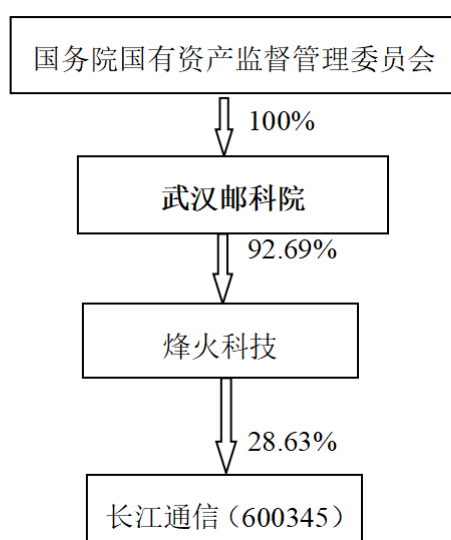 国务院国有资产监督管理委员会
100%
武汉邮科院
92.69%
烽火科技
28.63%
长江通信（600345）